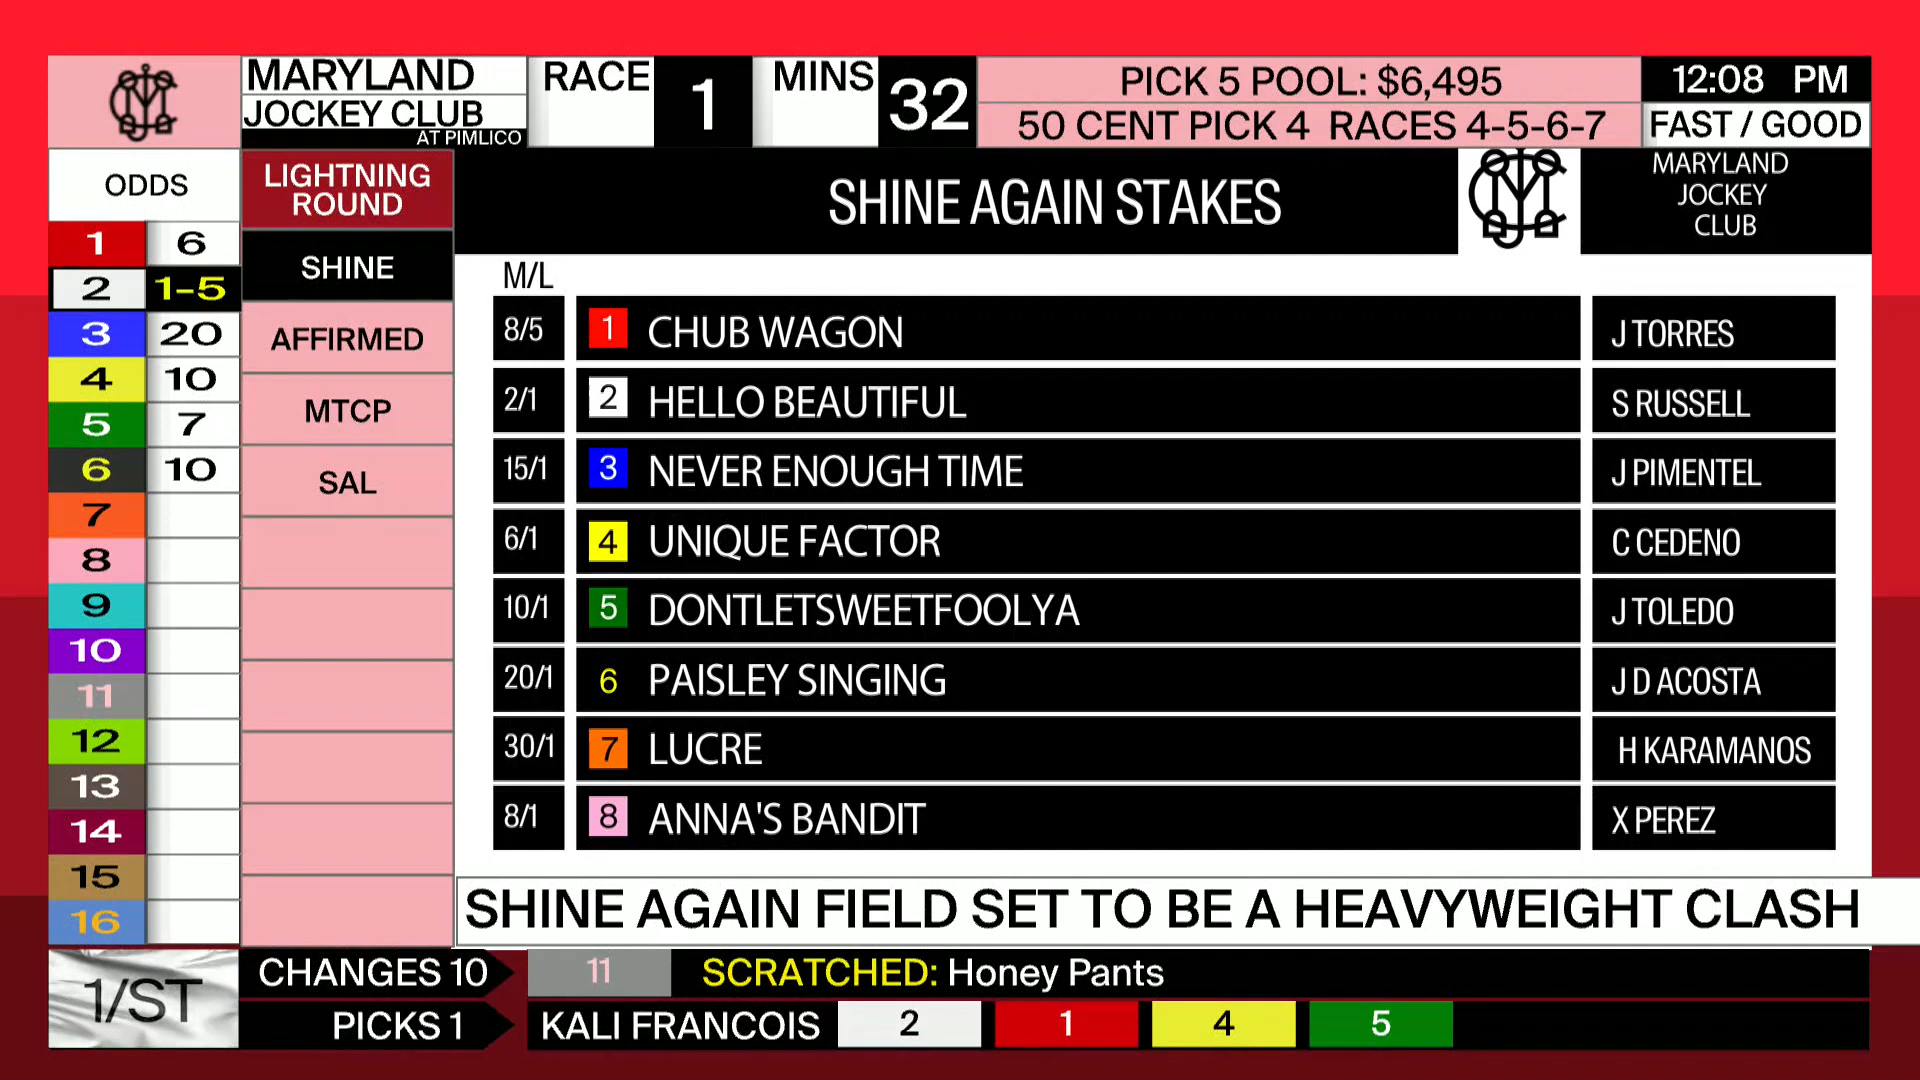 MARYLAND
JOCKEY CLUB
AT PIMLICO
RACE 1 MINS 32
PICK 5 POOL: $6,495
50 CENT PICK 4 RACES 4-5-6-7
12:08 PM
FAST / GOOD
ODDS
1 6
2 1-5
3 20
4 10
5 7
6 10
7
8
9
10
11
12
13
14
15
16
LIGHTNING
ROUND
SHINE
AFFIRMED
MTCP
SAL
SHINE AGAIN STAKES
MARYLAND
JOCKEY
CLUB
M/L
8/5 1 CHUB WAGON J TORRES
2/1 2 HELLO BEAUTIFUL S RUSSELL
15/1 3 NEVER ENOUGH TIME J PIMENTEL
6/1 4 UNIQUE FACTOR C CEDENO
10/1 5 DONTLETSWEETFOOLYA J TOLEDO
20/1 6 PAISLEY SINGING J D ACOSTA
30/1 7 LUCRE H KARAMANOS
8/1 8 ANNA'S BANDIT X PEREZ
SHINE AGAIN FIELD SET TO BE A HEAVYWEIGHT CLASH
1/ST
CHANGES 10 11 SCRATCHED: Honey Pants
PICKS 1 KALI FRANCOIS 2 1 4 5